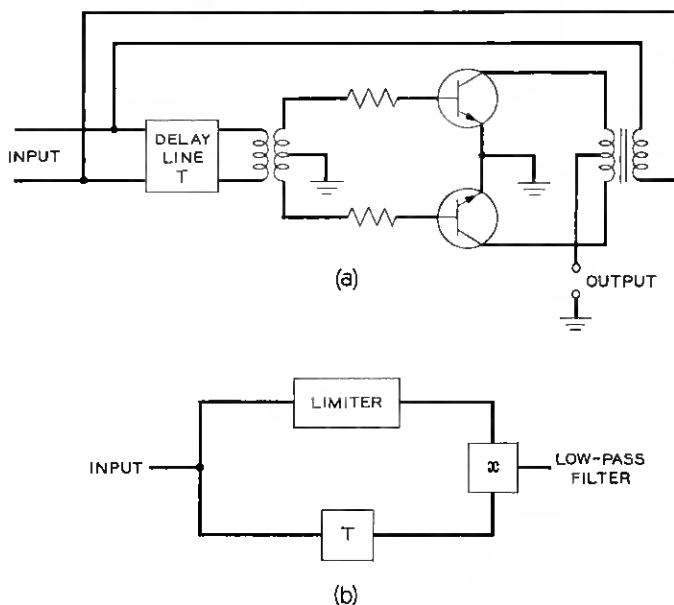 INPUT
DELAY
LINE
T
OUTPUT
(a)
LIMITER
INPUT
x
LOW-PASS
FILTER
T
(b)